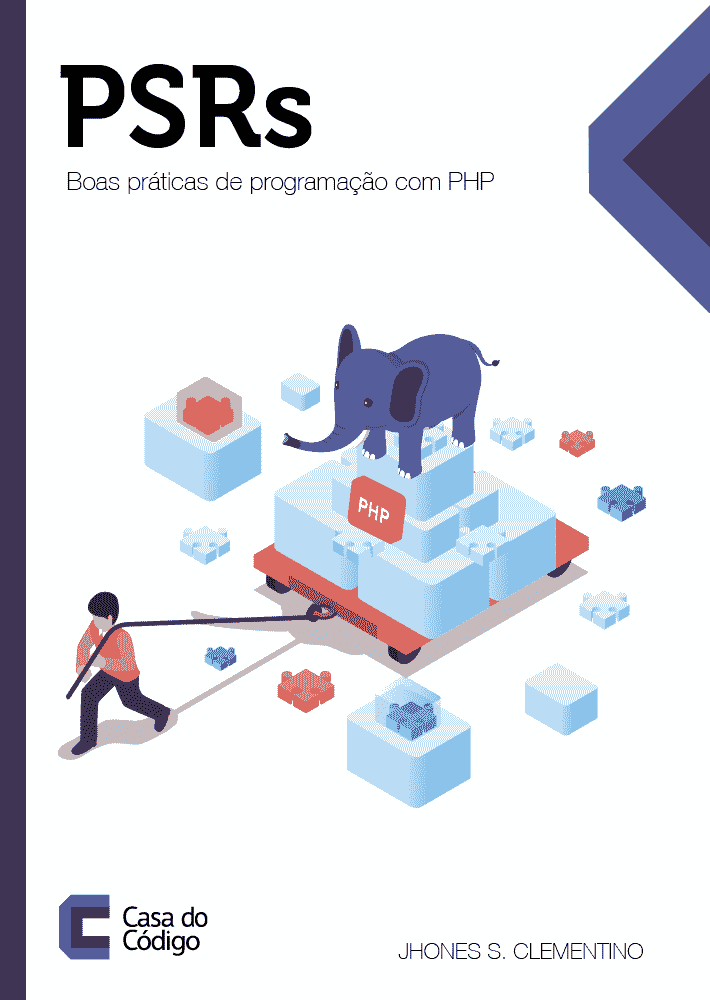 PSRs
Boas práticas de programação com PHP
PHP
Casa do
Código
JHONES S. CLEMENTINO